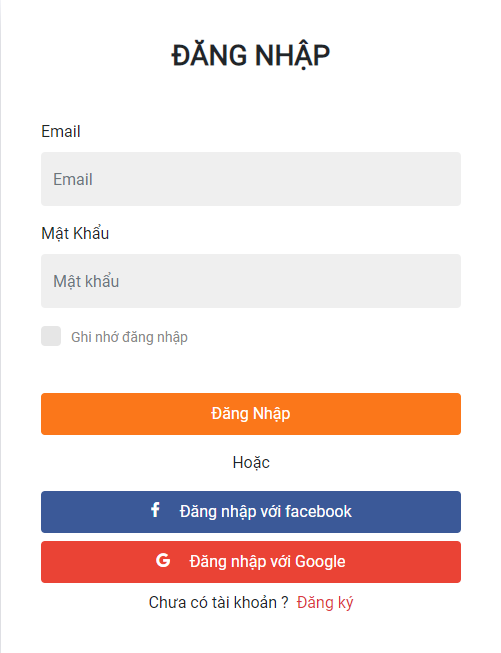 ĐĂNG NHẬP
Email
Email
Mật Khẩu
Mật khẩu
Ghi nhớ đăng nhập
Đăng Nhập
Hoặc
Đăng nhập với facebook
Đăng nhập với Google
Chưa có tài khoản ? Đăng ký